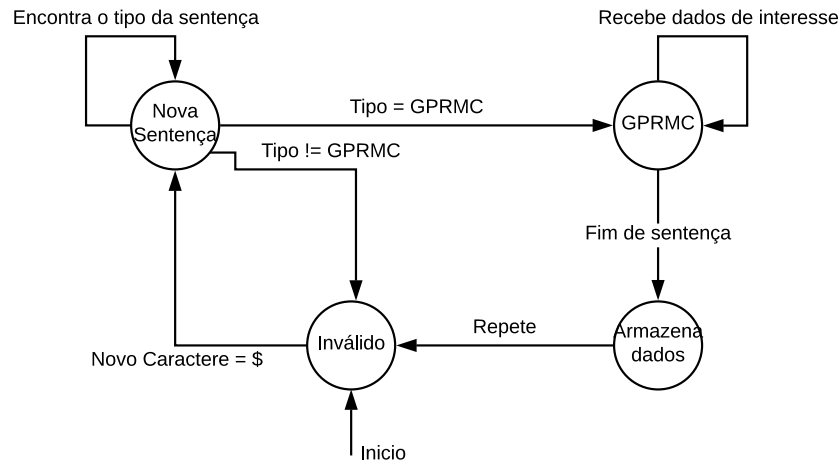 Encontra o tipo da sentença
Recebe dados de interesse
Nova
Sentença
Tipo = GPRMC
GPRMC
Tipo != GPRMC
Fim de sentença
Inválido
Repete
Armazena
dados
Novo Caractere = $
Inicio